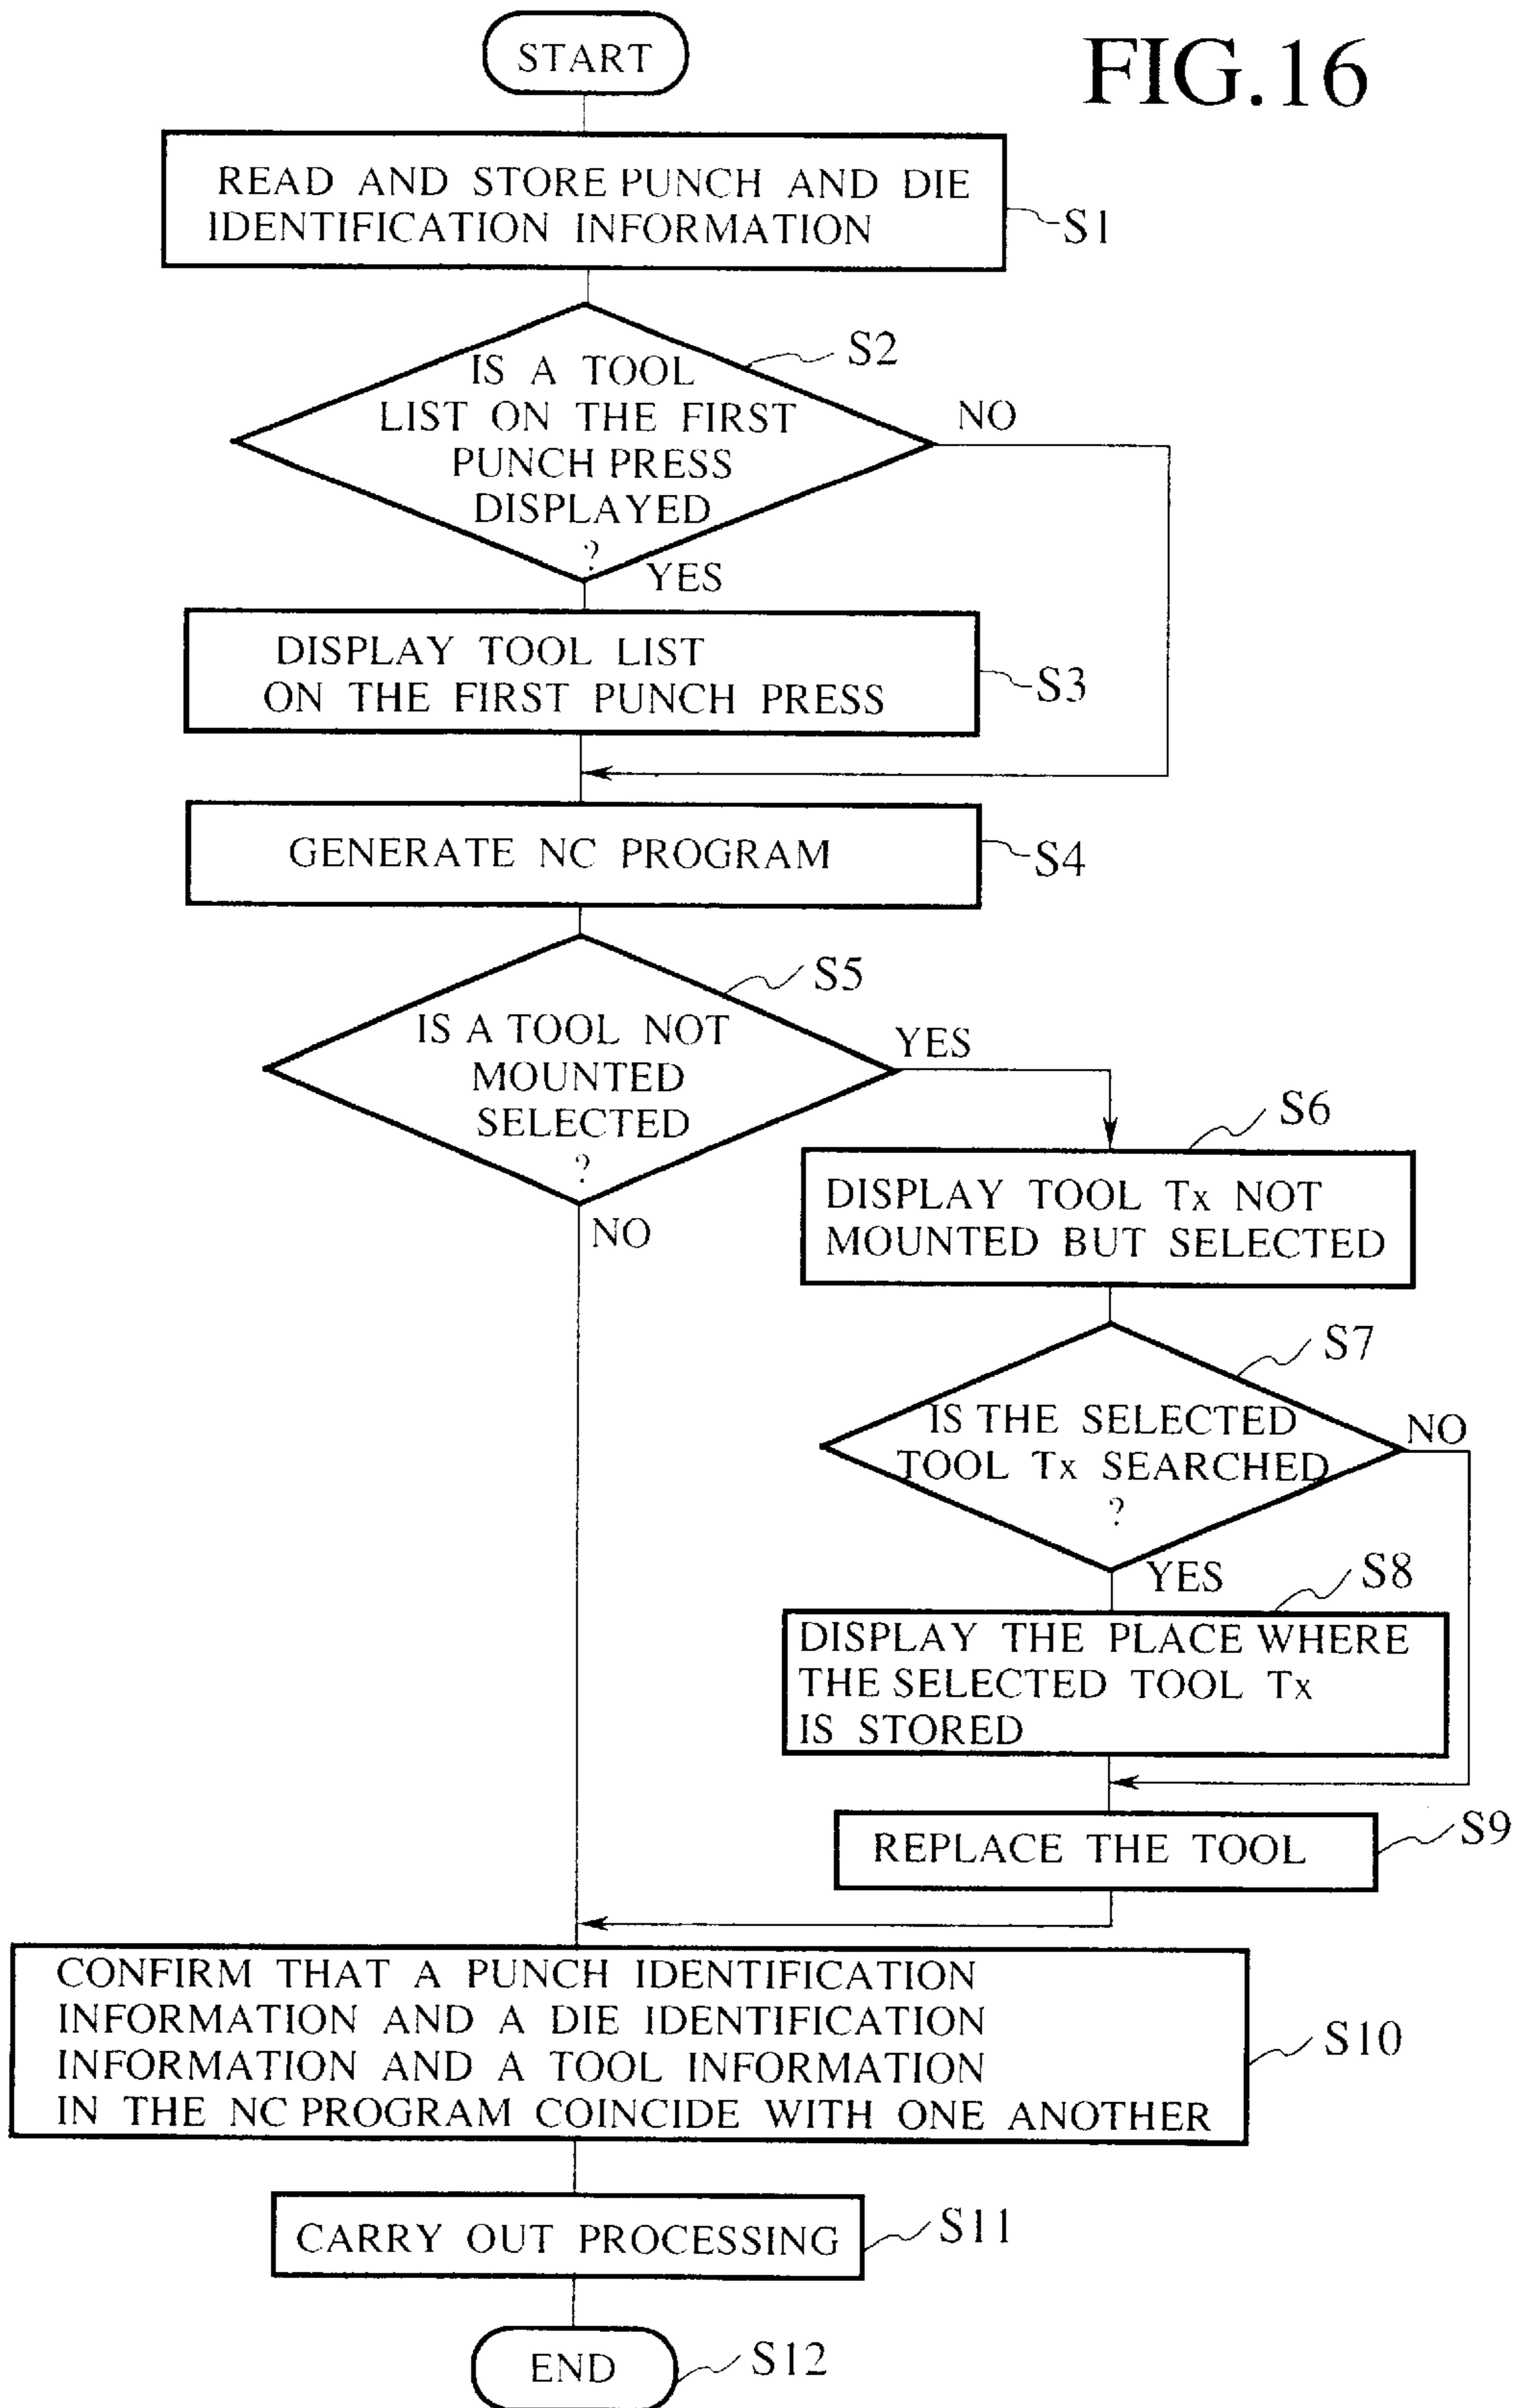 FIG.16
START
READ AND STORE PUNCH AND DIE
IDENTIFICATION INFORMATION
S1
S2
IS A TOOL
LIST ON THE FIRST
PUNCH PRESS
DISPLAYED
?
NO
YES
DISPLAY TOOL LIST
ON THE FIRST PUNCH PRESS
S3
GENERATE NC PROGRAM
S4
S5
IS A TOOL NOT
MOUNTED
SELECTED
?
YES
NO
S6
DISPLAY TOOL Tx NOT
MOUNTED BUT SELECTED
S7
IS THE SELECTED
TOOL Tx SEARCHED
?
NO
YES
S8
DISPLAY THE PLACE WHERE
THE SELECTED TOOL Tx
IS STORED
REPLACE THE TOOL
S9
CONFIRM THAT A PUNCH IDENTIFICATION
INFORMATION AND A DIE IDENTIFICATION
INFORMATION AND A TOOL INFORMATION
IN THE NC PROGRAM COINCIDE WITH ONE ANOTHER
S10
CARRY OUT PROCESSING
S11
END
S12